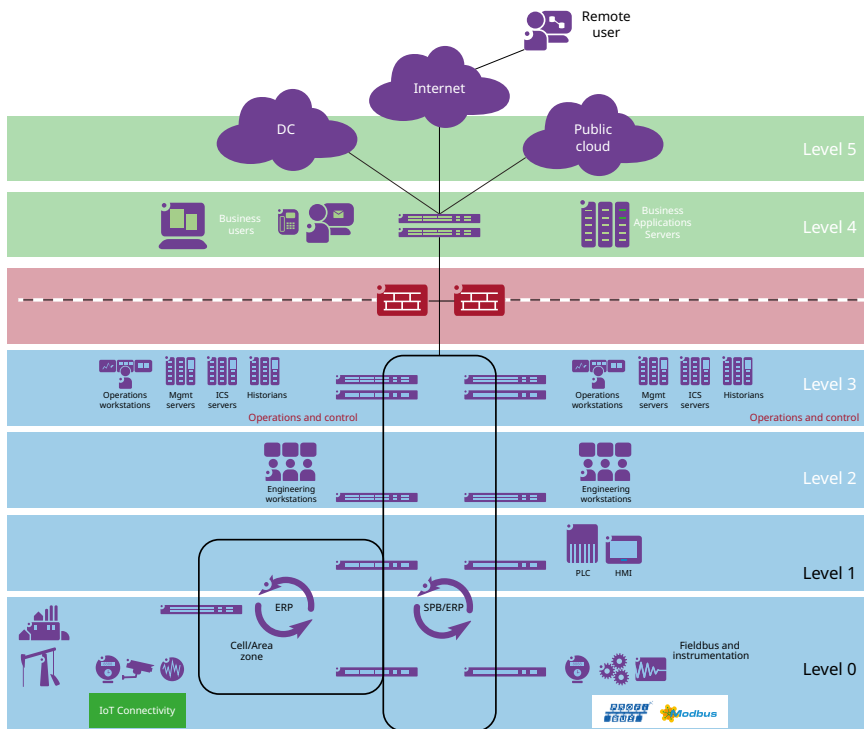 Remote
user
Internet
DC
Public
cloud
Level 5
Business
users
Business
Applications
Servers
Level 4
Operations
workstations
Mgmt
servers
ICS
servers
Historians
Operations and control
Operations
workstations
Mgmt
servers
ICS
servers
Historians
Level 3
Operations and control
Engineering
workstations
Engineering
workstations
Level 2
PLC
HMI
Level 1
ERP
SPB/ERP
Cell/Area
zone
Fieldbus and
instrumentation
Level 0
IoT Connectivity
PROFI
BUS
Modbus